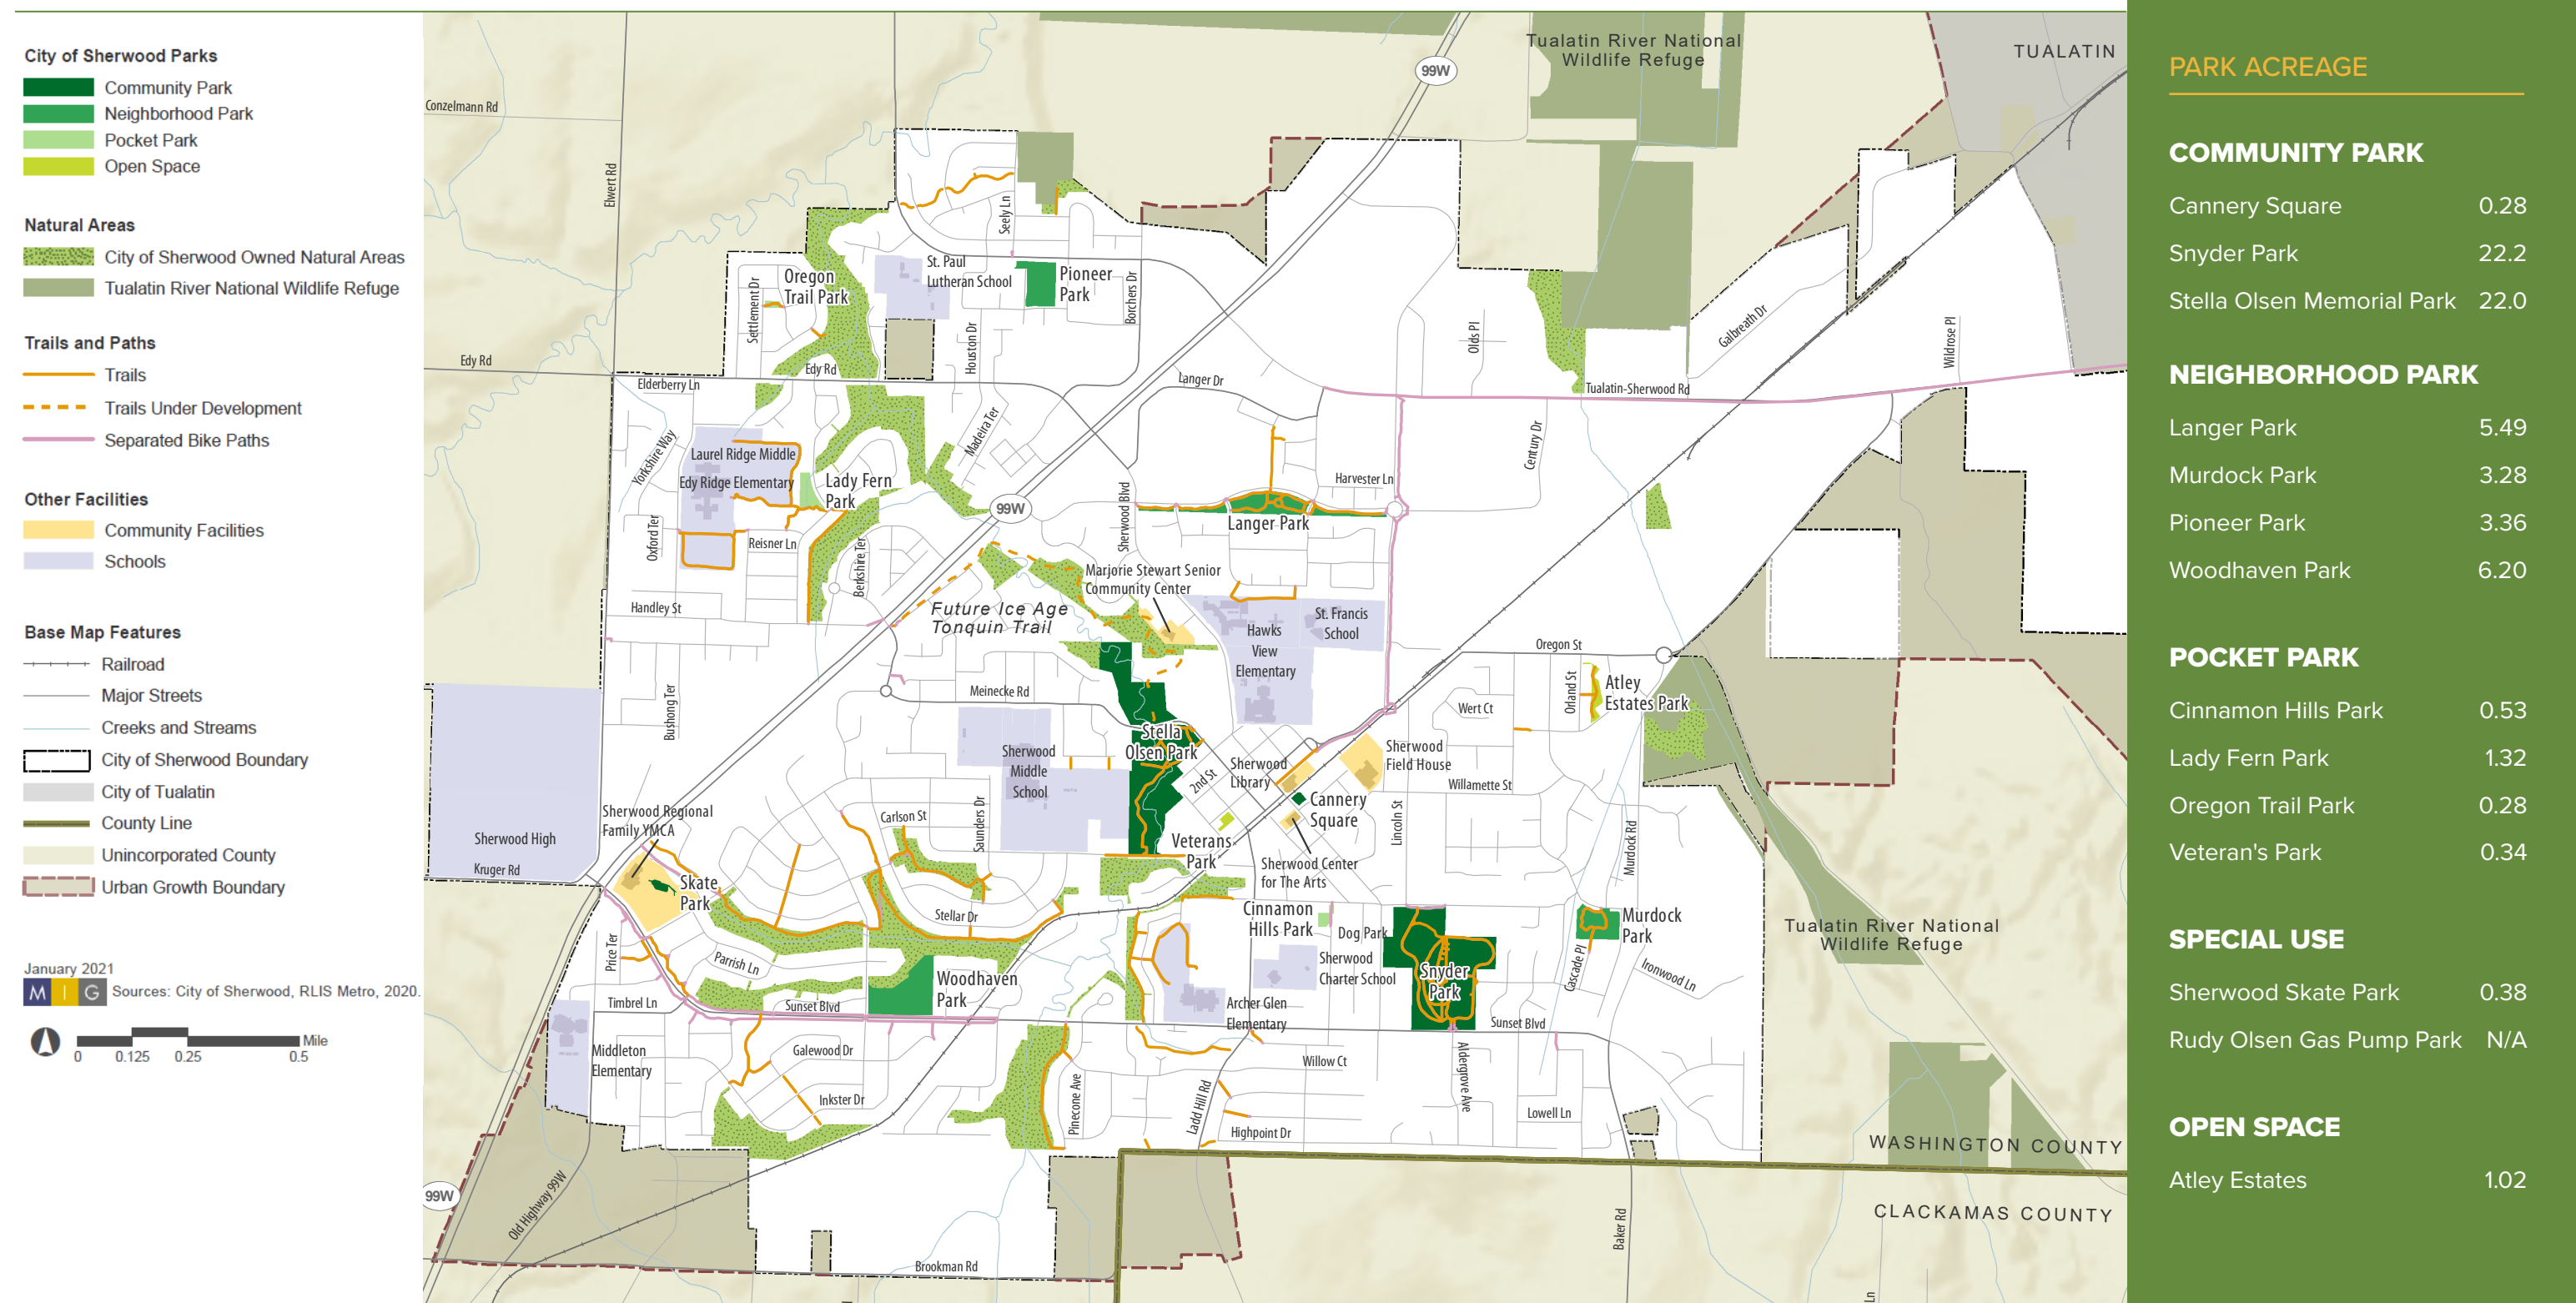 City of Sherwood Parks
Community Park
Neighborhood Park
Pocket Park
Open Space
Natural Areas
City of Sherwood Owned Natural Areas
Tualatin River National Wildlife Refuge
Trails and Paths
Trails
Trails Under Development
Separated Bike Paths
Other Facilities
Community Facilities
Schools
Base Map Features
Railroad
Major Streets
Creeks and Streams
City of Sherwood Boundary
City of Tualatin
County Line
Unincorporated County
Urban Growth Boundary
January 2021
M I G Sources: City of Sherwood, RLIS Metro, 2020.
Mile
0 0.125 0.25 0.5
Tualatin River National
Wildlife Refuge
TUALATIN
99W
Conzelmann Rd
Elwert Rd
Seely Ln
St. Paul
Lutheran School
Pioneer
Park
Borchers Dr
Oregon
Trail Park
Settlement Dr
Houston Dr
Edy Rd
Edy Rd
Elderberry Ln
Langer Dr
Olds Pl
Galbreath Dr
Wildrose Pl
Tualatin-Sherwood Rd
Century Dr
Madeira Ter
Yorkshire Way
Laurel Ridge Middle
Edy Ridge Elementary
Lady Fern
Park
99W
Sherwood Blvd
Harvester Ln
Langer Park
Oxford Ter
Reisner Ln
Berkshire Ter
Handley St
Future Ice Age
Tonquin Trail
Marjorie Stewart Senior
Community Center
Hawks
View
Elementary
St. Francis
School
Oregon St
Orland St
Atley
Estates Park
Wert Ct
Bushong Ter
Meinecke Rd
Stella
Olsen Park
Sherwood
Middle
School
2nd St
Sherwood
Library
Sherwood
Field House
Willamette St
Cannery
Square
Lincoln St
Murdock Rd
Sherwood High
Kruger Rd
Sherwood Regional
Family YMCA
Skate
Park
Carlson St
Saunders Dr
Veterans
Park
Sherwood Center
for The Arts
Stellar Dr
Cinnamon
Hills Park
Dog Park
Sherwood
Charter School
Snyder
Park
Murdock
Park
Cascade Pl
Ironwood Ln
Tualatin River National
Wildlife Refuge
Price Ter
Parrish Ln
Woodhaven
Park
Timbrel Ln
Sunset Blvd
Archer Glen
Elementary
Sunset Blvd
Middleton
Elementary
Galewood Dr
Inkster Dr
Pinecone Ave
Ladd Hill Rd
Willow Ct
Aldergrove Ave
Lowell Ln
Highpoint Dr
WASHINGTON COUNTY
CLACKAMAS COUNTY
99W
Old Highway 99W
Brookman Rd
Baker Rd
Ln
PARK ACREAGE
COMMUNITY PARK
Cannery Square 0.28
Snyder Park 22.2
Stella Olsen Memorial Park 22.0
NEIGHBORHOOD PARK
Langer Park 5.49
Murdock Park 3.28
Pioneer Park 3.36
Woodhaven Park 6.20
POCKET PARK
Cinnamon Hills Park 0.53
Lady Fern Park 1.32
Oregon Trail Park 0.28
Veteran's Park 0.34
SPECIAL USE
Sherwood Skate Park 0.38
Rudy Olsen Gas Pump Park N/A
OPEN SPACE
Atley Estates 1.02